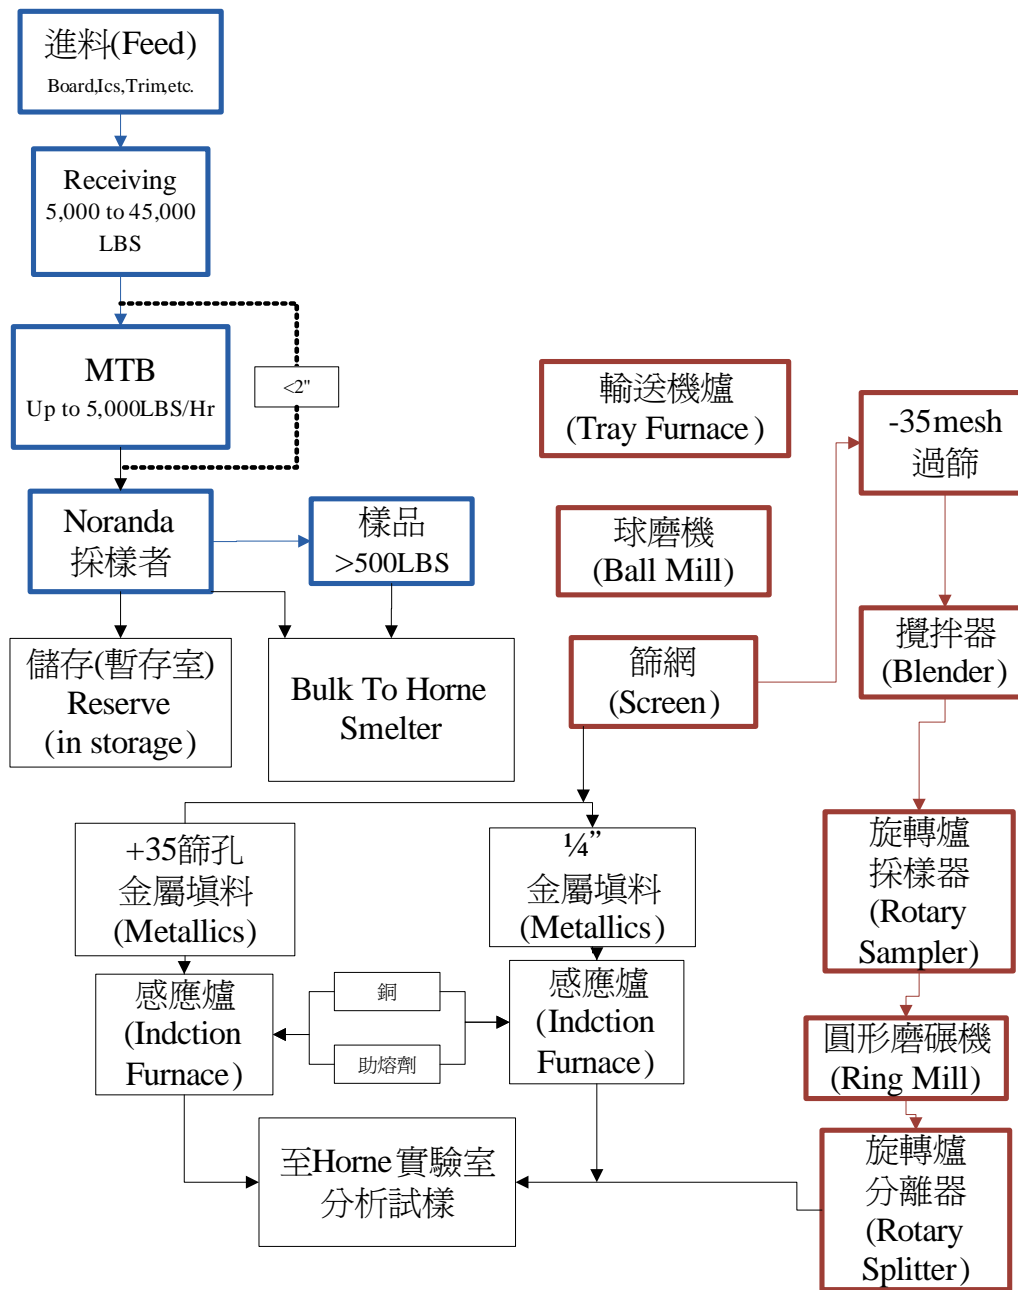 進料(Feed)
Board,Ics,Trim,etc.
Receiving
5,000 to 45,000
LBS
MTB
Up to 5,000LBS/Hr
<2"
Noranda
採樣者
樣品
>500LBS
儲存(暫存室)
Reserve
(in storage)
Bulk To Horne
Smelter
輸送機爐
(Tray Furnace)
球磨機
(Ball Mill)
篩網
(Screen)
-35mesh
過篩
攪拌器
(Blender)
旋轉爐
採樣器
(Rotary
Sampler)
圓形磨碾機
(Ring Mill)
旋轉爐
分離器
(Rotary
Splitter)
+35篩孔
金屬填料
(Metallics)
¼”
金屬填料
(Metallics)
感應爐
(Indction
Furnace)
銅
助熔劑
感應爐
(Indction
Furnace)
至Horne實驗室
分析試樣